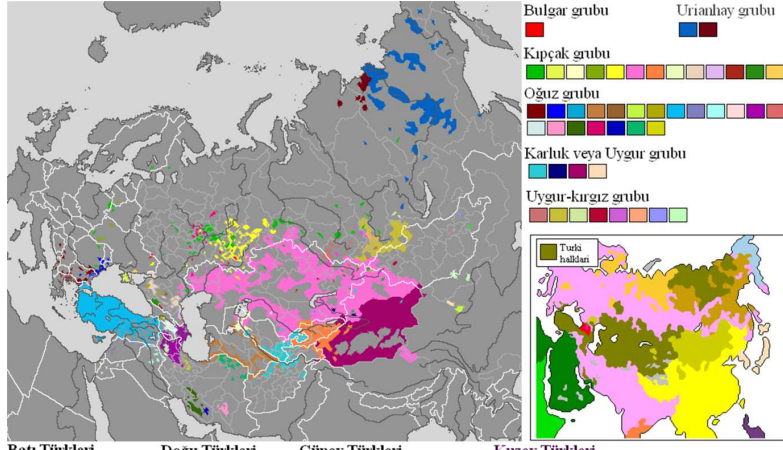 Bulgar grubu
Urianhay grubu
Kıpçak grubu
Oğuz grubu
Karluk veya Uygur grubu
Uygur-kırgız grubu
Turki
halklari
Batı Türkleri
Doğu Türkleri
Güney Türkleri
Kuzey Türkleri